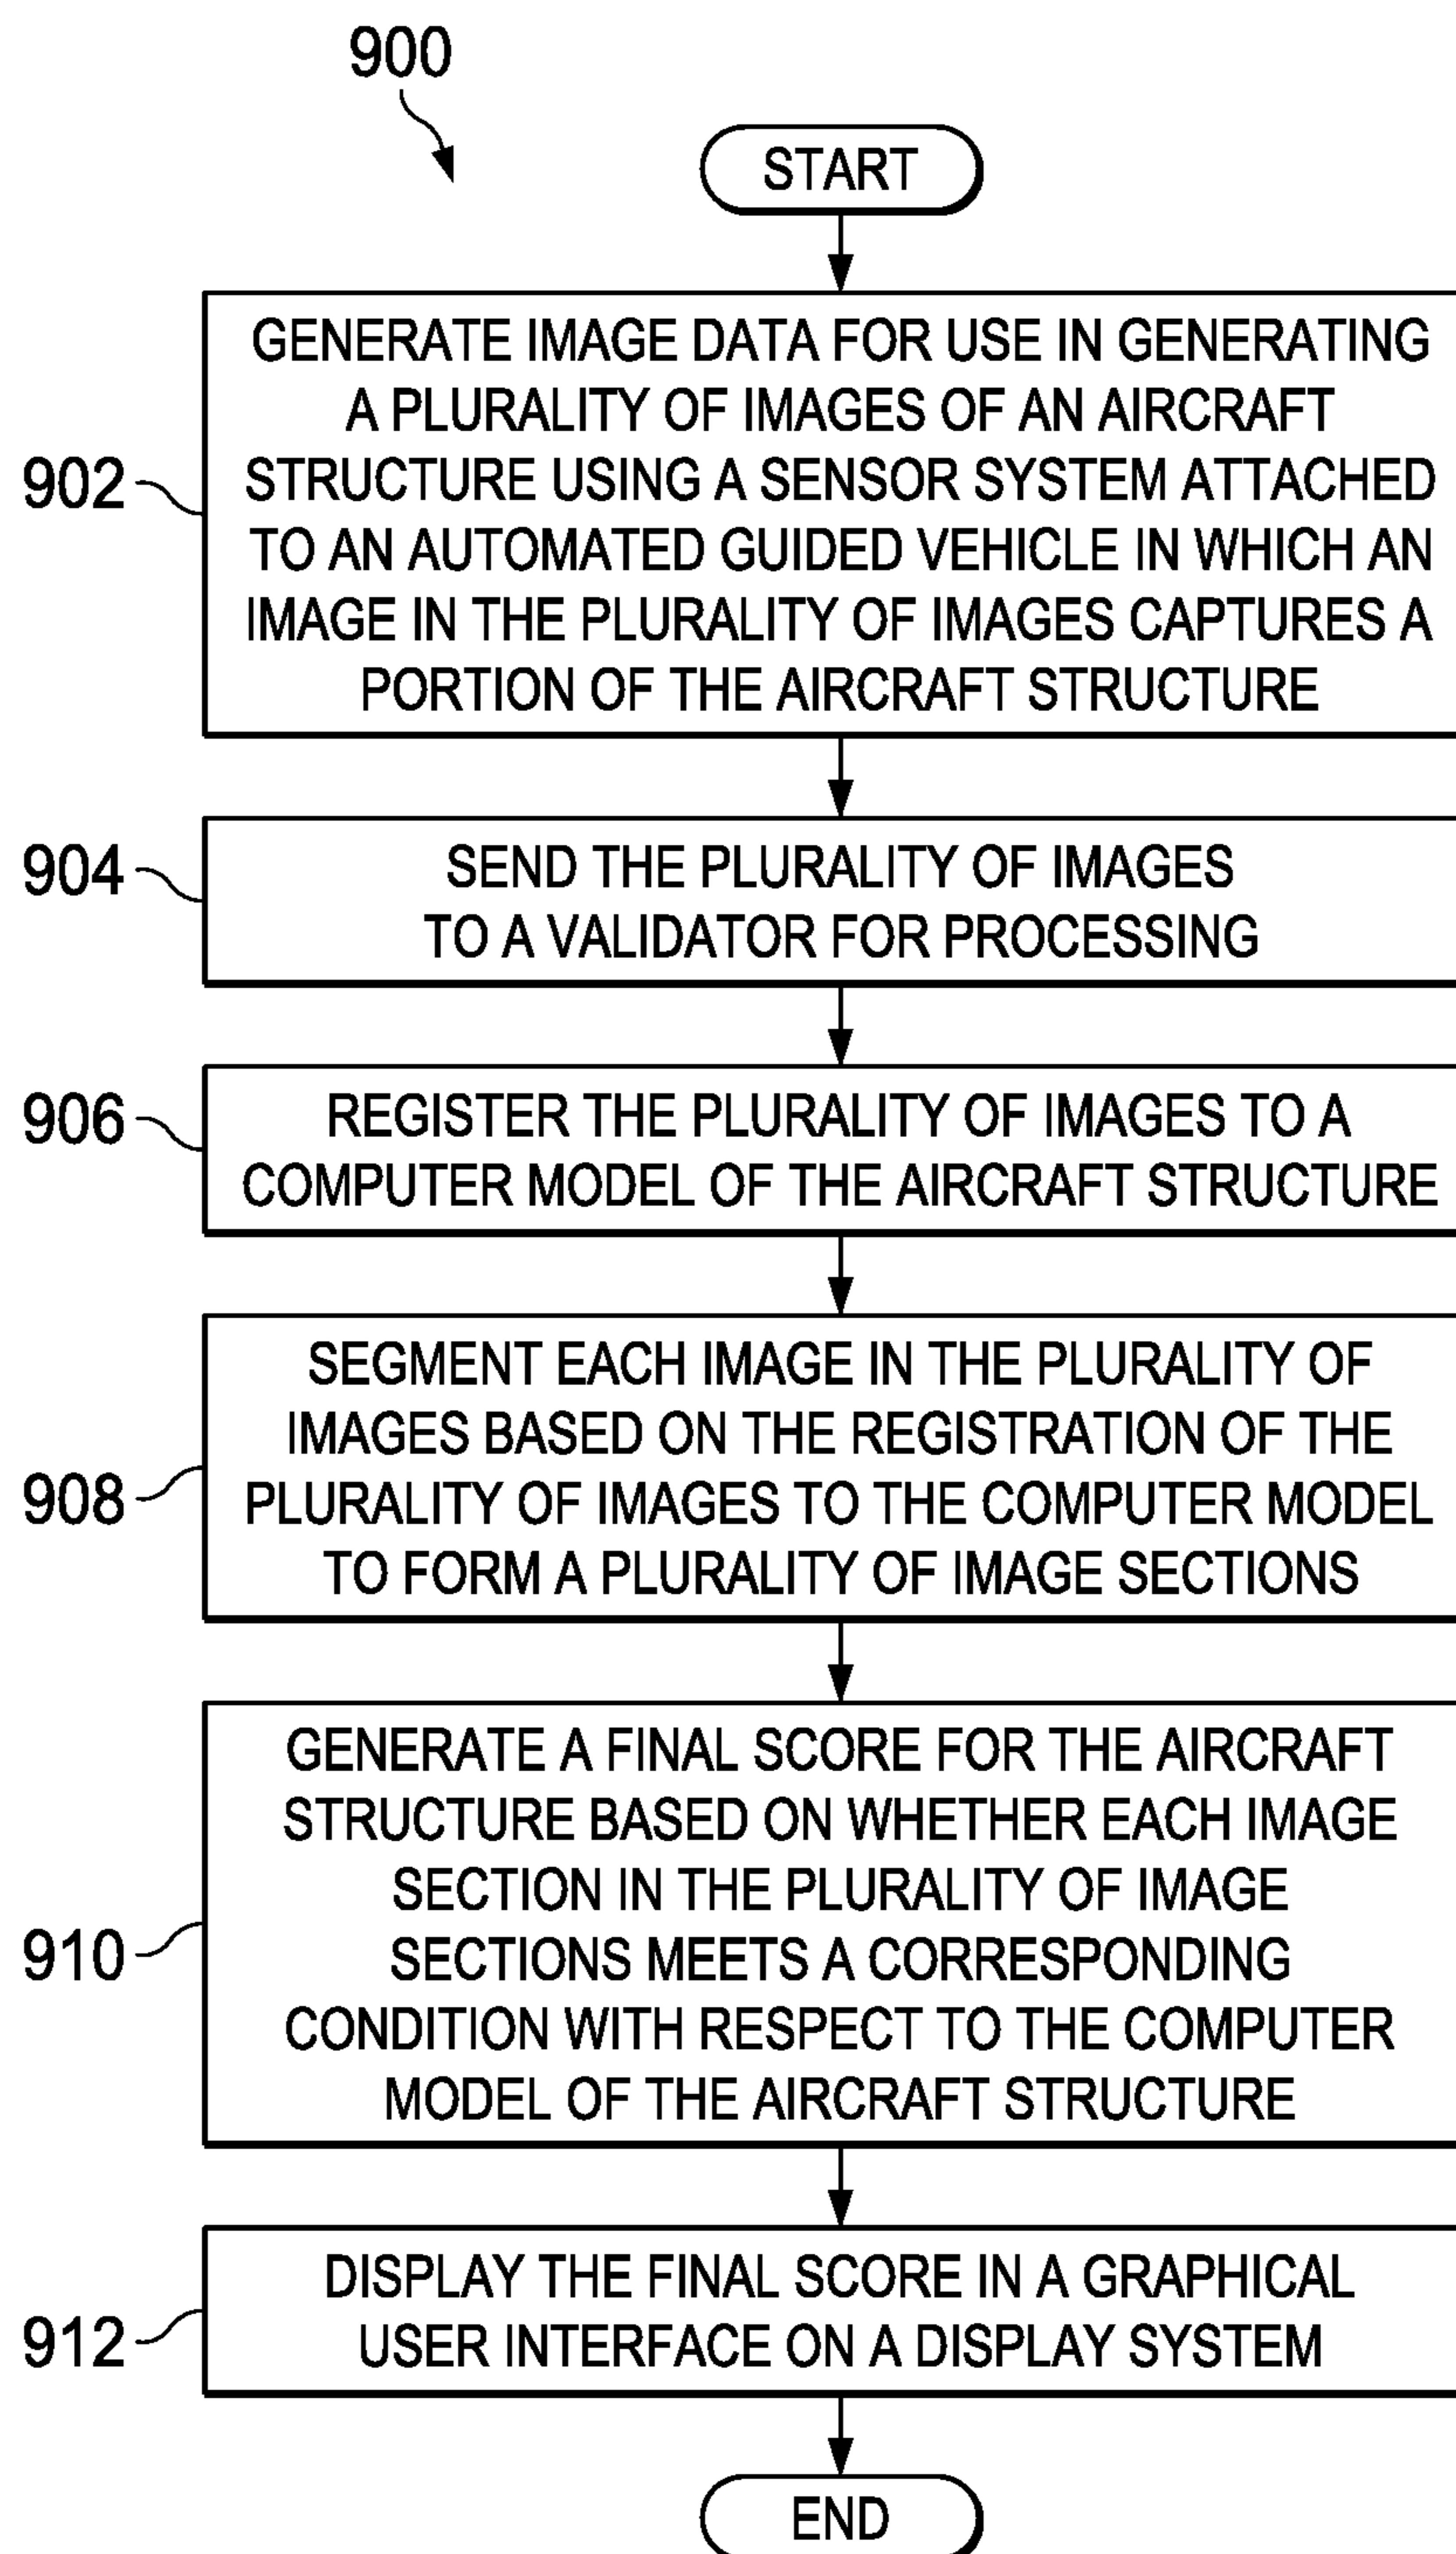 900
START
902
GENERATE IMAGE DATA FOR USE IN GENERATING
A PLURALITY OF IMAGES OF AN AIRCRAFT
STRUCTURE USING A SENSOR SYSTEM ATTACHED
TO AN AUTOMATED GUIDED VEHICLE IN WHICH AN
IMAGE IN THE PLURALITY OF IMAGES CAPTURES A
PORTION OF THE AIRCRAFT STRUCTURE
904
SEND THE PLURALITY OF IMAGES
TO A VALIDATOR FOR PROCESSING
906
REGISTER THE PLURALITY OF IMAGES TO A
COMPUTER MODEL OF THE AIRCRAFT STRUCTURE
908
SEGMENT EACH IMAGE IN THE PLURALITY OF
IMAGES BASED ON THE REGISTRATION OF THE
PLURALITY OF IMAGES TO THE COMPUTER MODEL
TO FORM A PLURALITY OF IMAGE SECTIONS
910
GENERATE A FINAL SCORE FOR THE AIRCRAFT
STRUCTURE BASED ON WHETHER EACH IMAGE
SECTION IN THE PLURALITY OF IMAGE
SECTIONS MEETS A CORRESPONDING
CONDITION WITH RESPECT TO THE COMPUTER
MODEL OF THE AIRCRAFT STRUCTURE
912
DISPLAY THE FINAL SCORE IN A GRAPHICAL
USER INTERFACE ON A DISPLAY SYSTEM
END